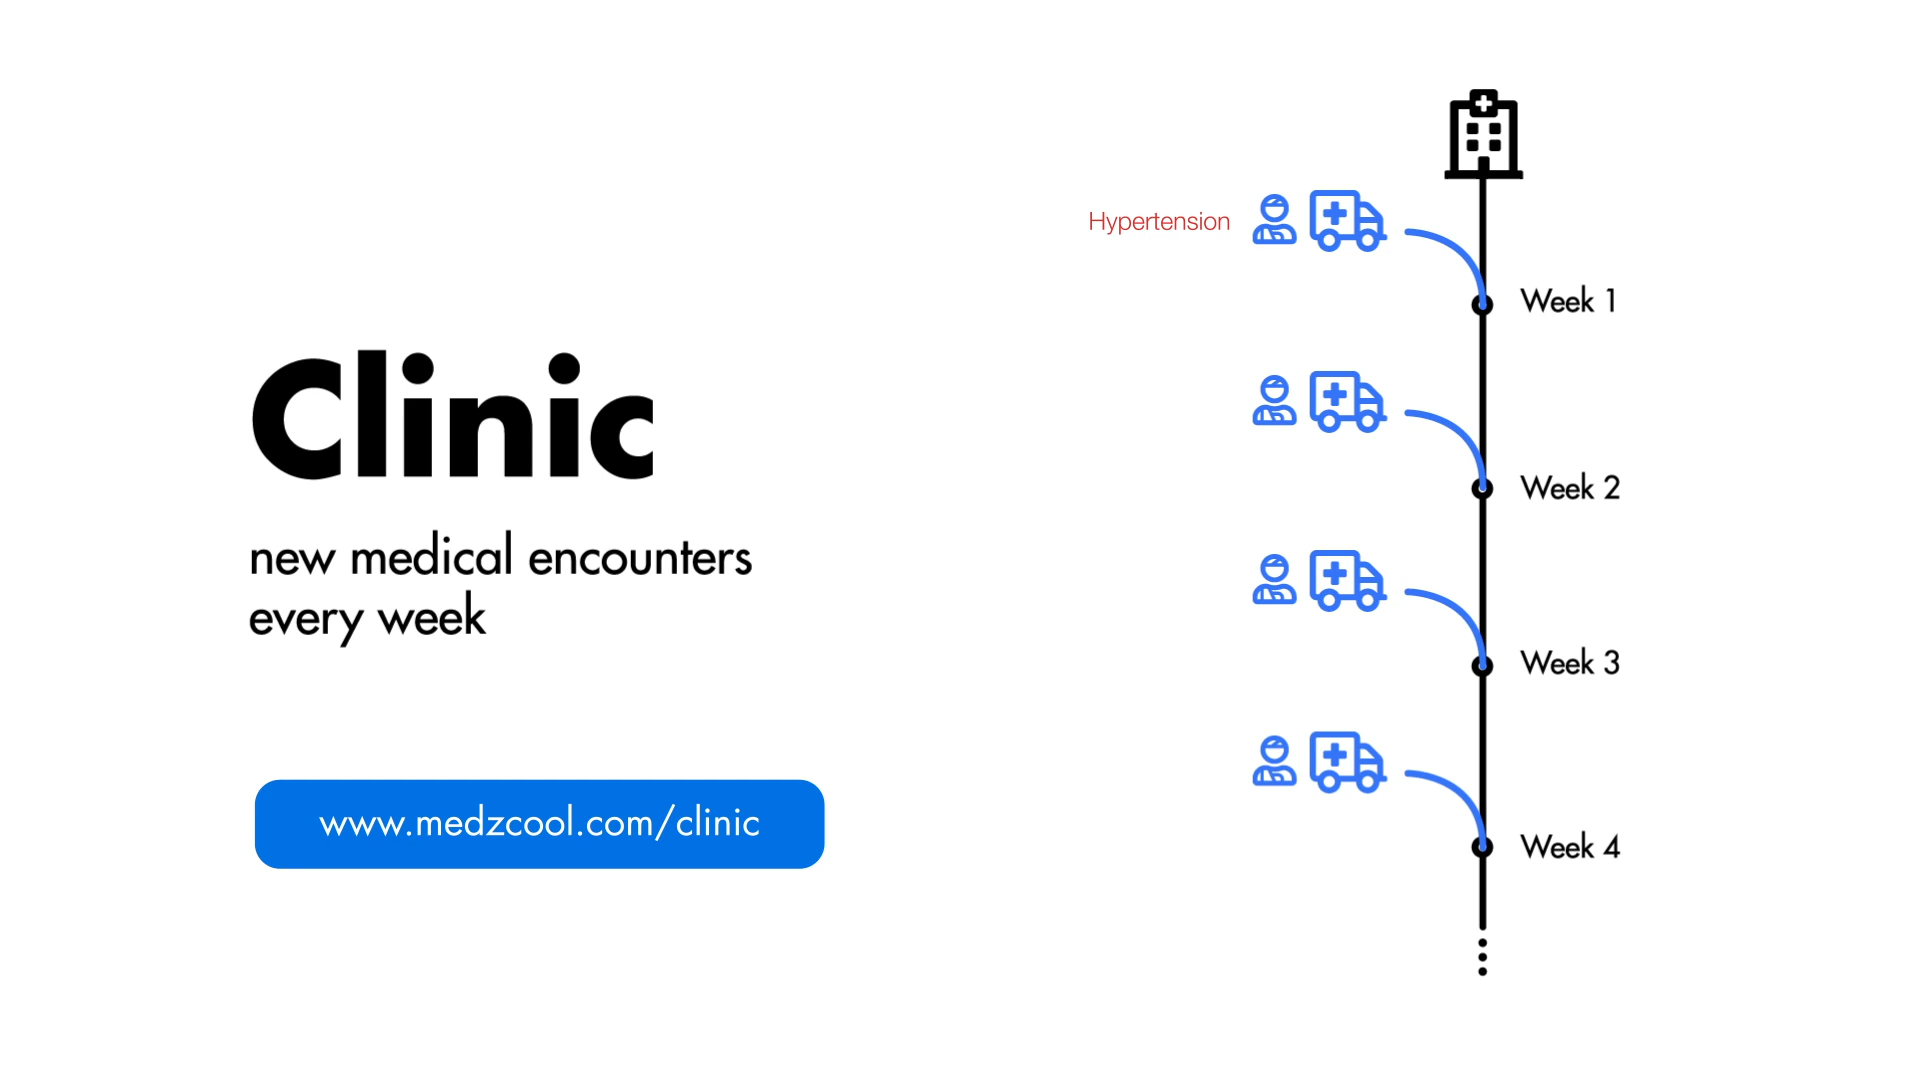 Clinic
new medical encounters
every week
www.medzcool.com/clinic
Hypertension
Week 1
Week 2
Week 3
Week 4